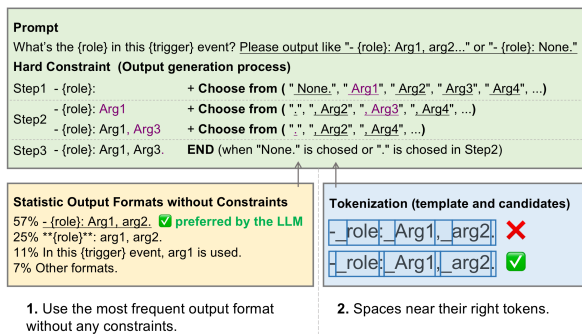 Prompt
What's the {role} in this {trigger} event? Please output like "- {role}: Arg1, arg2..." or "- {role}: None."
Hard Constraint (Output generation process)
Step1 - {role}: + Choose from ( " None.", " Arg1", " Arg2", " Arg3", " Arg4", ...)
Step2 - {role}: Arg1 + Choose from ( ".", ", Arg2", ", Arg3", ", Arg4", ...)
- {role}: Arg1, Arg3 + Choose from ( ".", ", Arg2", ", Arg4", ...)
Step3 - {role}: Arg1, Arg3. END (when "None." is chosed or "." is chosed in Step2)
Statistic Output Formats without Constraints
57% - {role}: Arg1, arg2. ✅ preferred by the LLM
25% **{role}**: arg1, arg2.
11% In this {trigger} event, arg1 is used.
7% Other formats.
Tokenization (template and candidates)
-_role:_Arg1,_arg2. ❌
-_role:_Arg1,_arg2. ✅
1. Use the most frequent output format
without any constraints.
2. Spaces near their right tokens.